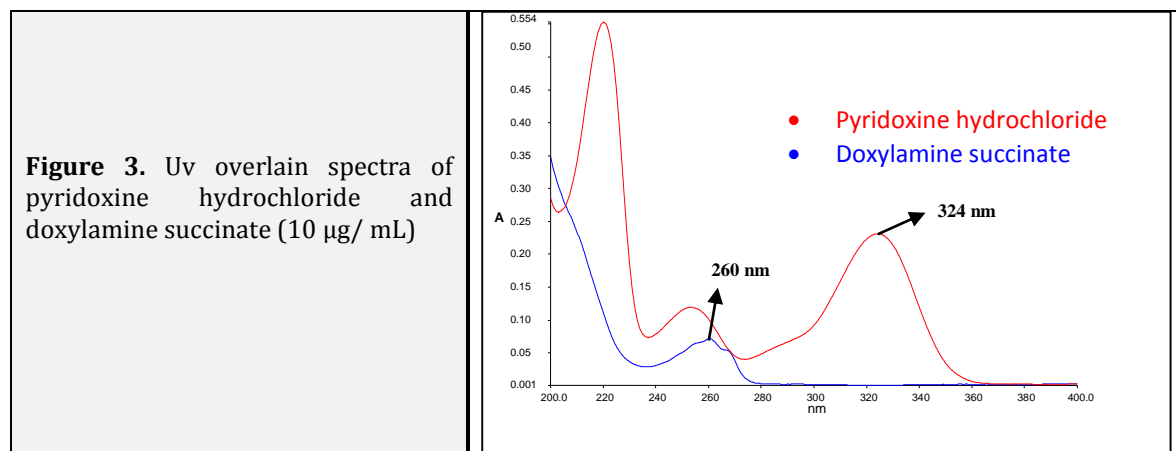 Figure 3. Uv overlain spectra of
pyridoxine hydrochloride and
doxylamine succinate (10 µg/ mL)
0.554
0.50
0.45
0.40
0.35
0.30
A
0.25
0.20
0.15
0.10
0.05
0.001
Pyridoxine hydrochloride
Doxylamine succinate
324 nm
260 nm
200.0 220 240 260 280 300 320 340 360 380 400.0
nm